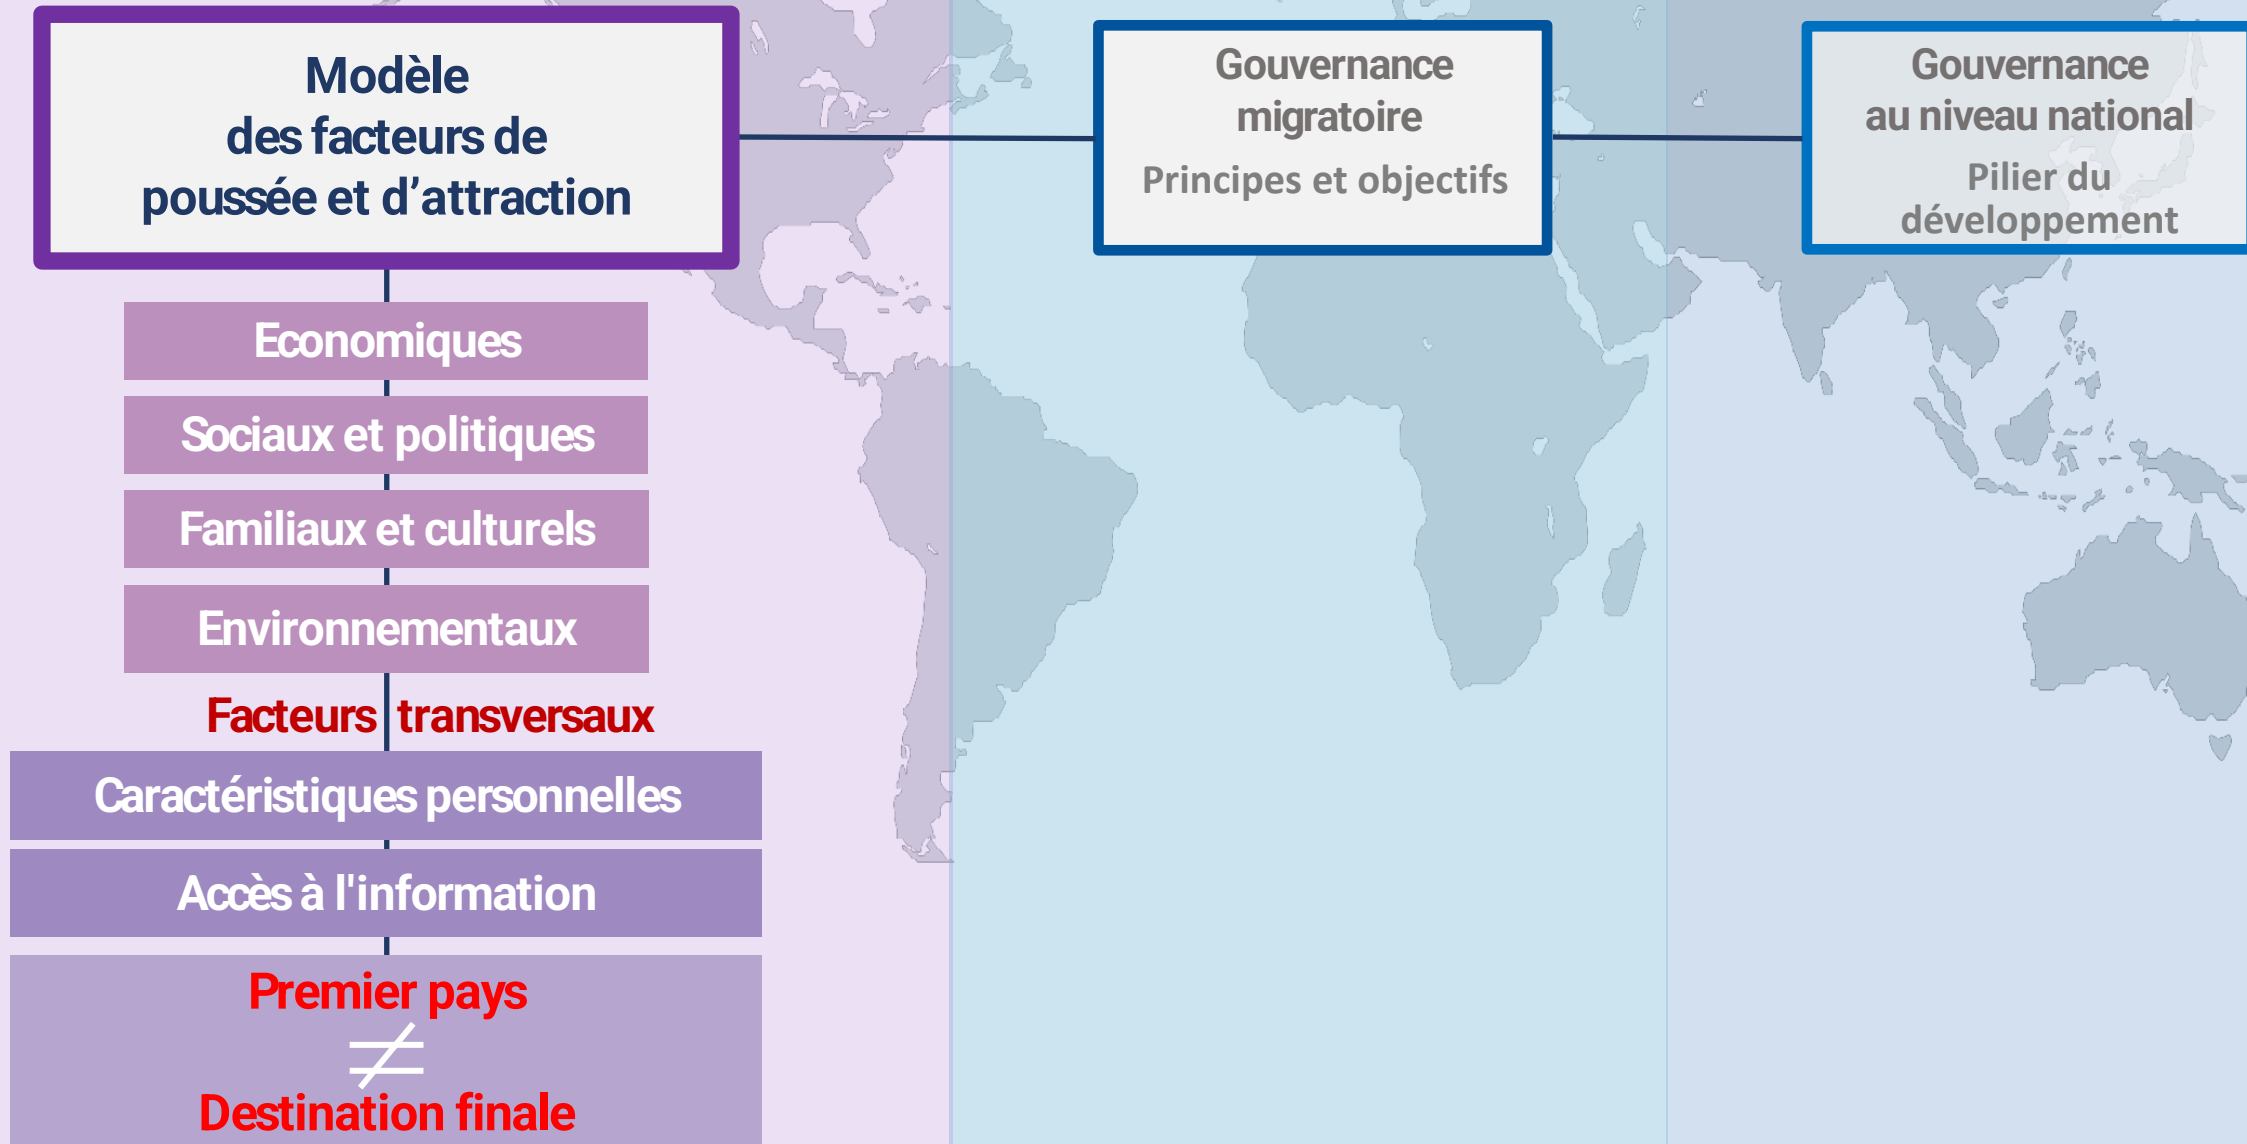 Modèle
des facteurs de
poussée et d’attraction
Economiques
Sociaux et politiques
Familiaux et culturels
Environnementaux
Facteurs transversaux
Caractéristiques personnelles
Accès à l'information
Premier pays
≠
Destination finale
Gouvernance
migratoire
Principes et objectifs
Gouvernance
au niveau national
Pilier du
développement